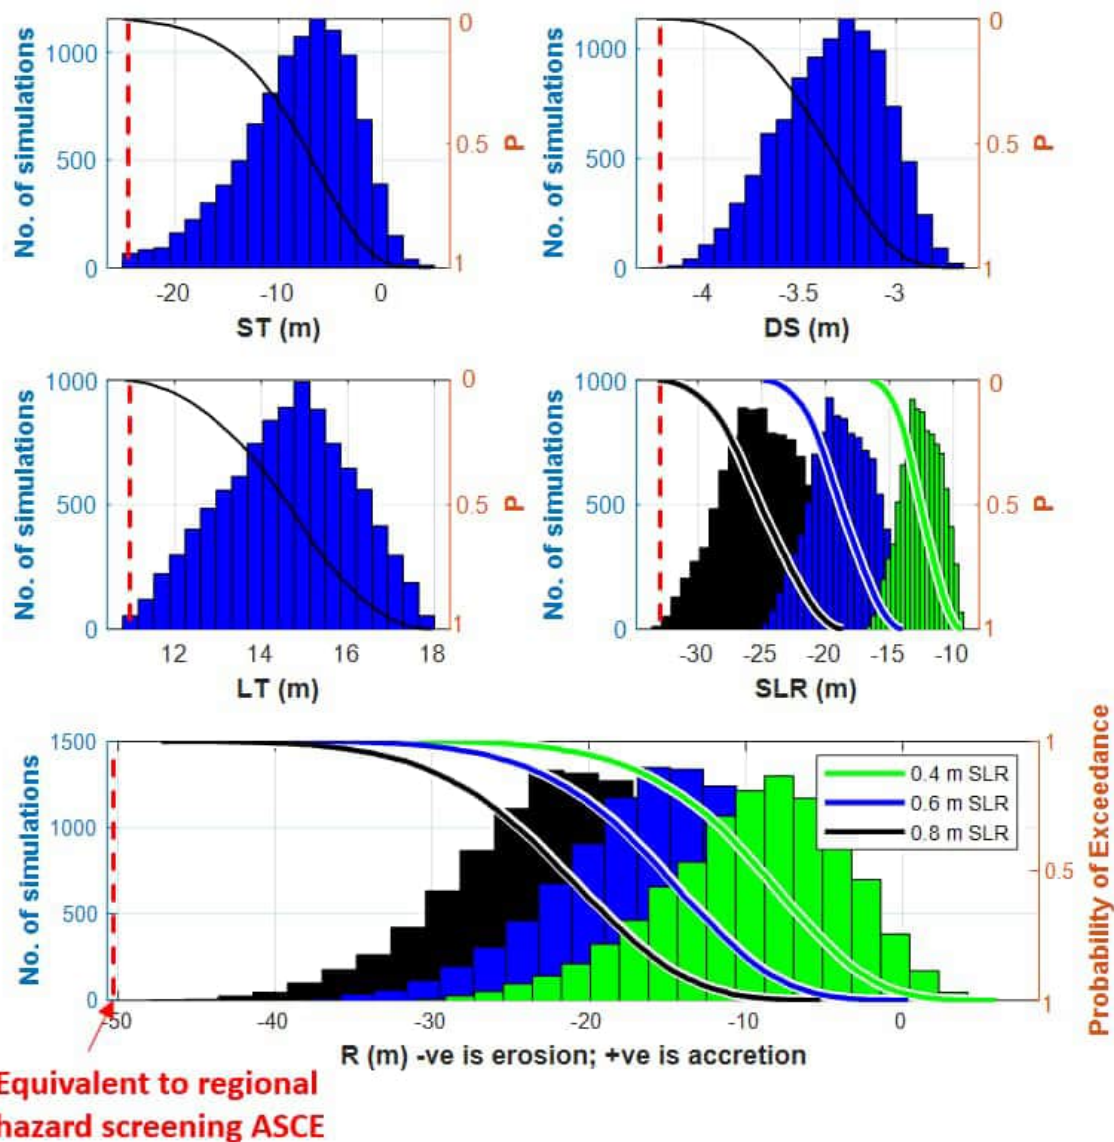 1000
500
0
No. of simulations
-20 -10 0
ST (m)
0
0.5
1
P
1000
500
0
No. of simulations
-4 -3.5 -3
DS (m)
0
0.5
1
P
1000
500
0
No. of simulations
12 14 16 18
LT (m)
0
0.5
1
P
1000
500
0
No. of simulations
-30 -25 -20 -15 -10
SLR (m)
0
0.5
1
P
1500
1000
500
0
No. of simulations
0.4 m SLR
0.6 m SLR
0.8 m SLR
1
0.5
1
Probability of Exceedance
-50 -40 -30 -20 -10 0
R (m) -ve is erosion; +ve is accretion
Equivalent to regional
hazard screening ASCE